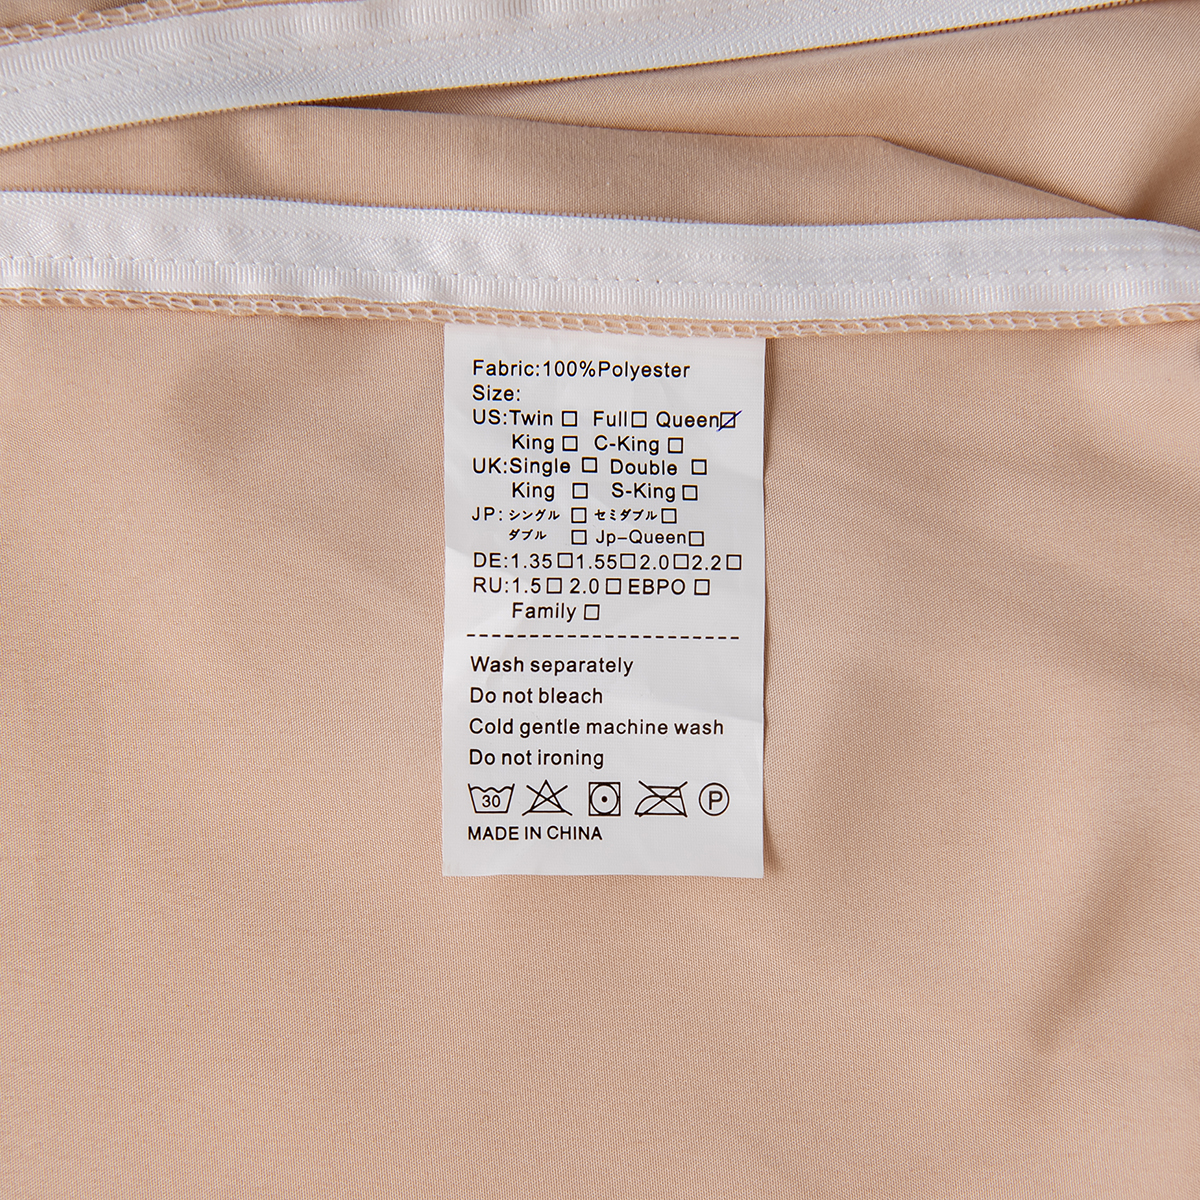 Fabric:100%Polyester
Size:
US:Twin □ Full□ Queen☑
King □ C-King □
UK:Single □ Double □
King □ S-King □
JP: シングル □ セミダブル□
ダブル □ Jp-Queen□
DE:1.35□1.55□2.0□2.2□
RU:1.5□ 2.0□ EBPO □
Family □
Wash separately
Do not bleach
Cold gentle machine wash
Do not ironing
30 P
MADE IN CHINA